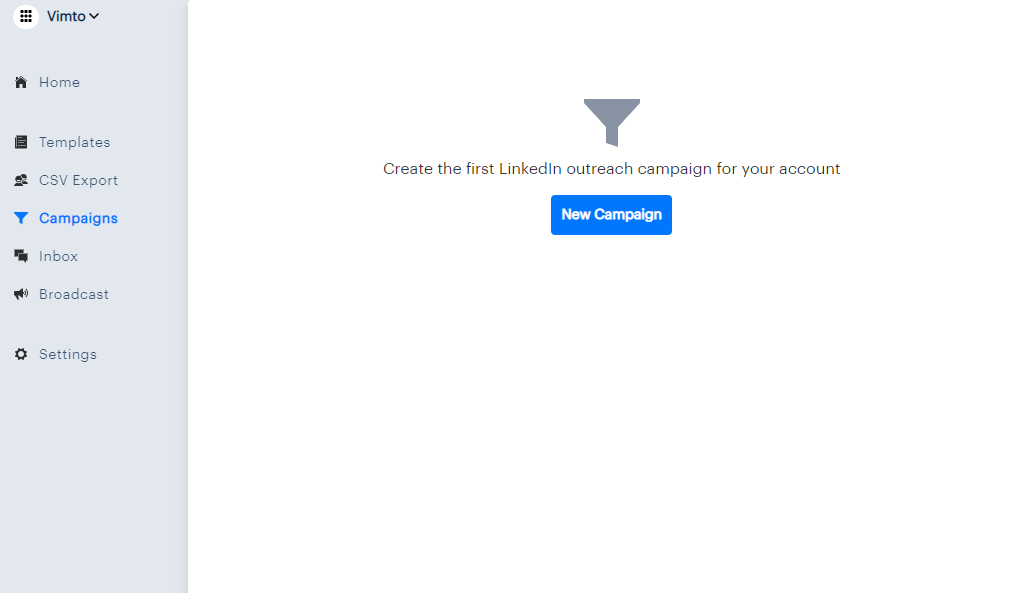 Vimto
Home
Templates
CSV Export
Campaigns
Inbox
Broadcast
Settings
Create the first LinkedIn outreach campaign for your account
New Campaign